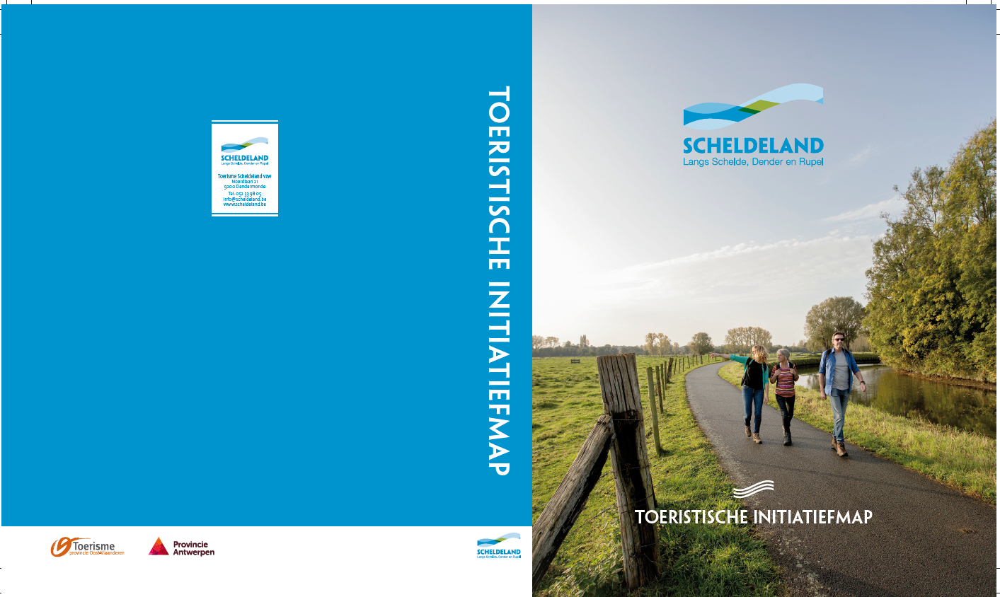 SCHELDELAND
Langs Schelde, Dender en Rupel
Toerisme Scheldeland vzw
Noordlaan 21
9200 Dendermonde
Tel. 052 33 98 05
info@scheldeland.be
www.scheldeland.be
TOERISTISCHE INITIATIEFMAP
Toerisme
provincie Oost-Vlaanderen
Provincie
Antwerpen
SCHELDELAND
Langs Schelde, Dender en Rupel
SCHELDELAND
Langs Schelde, Dender en Rupel
TOERISTISCHE INITIATIEFMAP